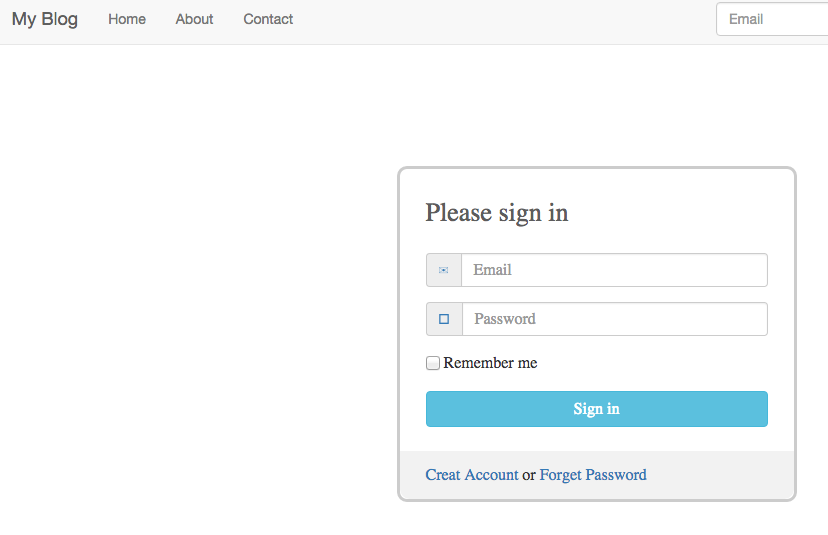 My Blog Home About Contact Email
Please sign in
Email
Password
Remember me
Sign in
Creat Account or Forget Password